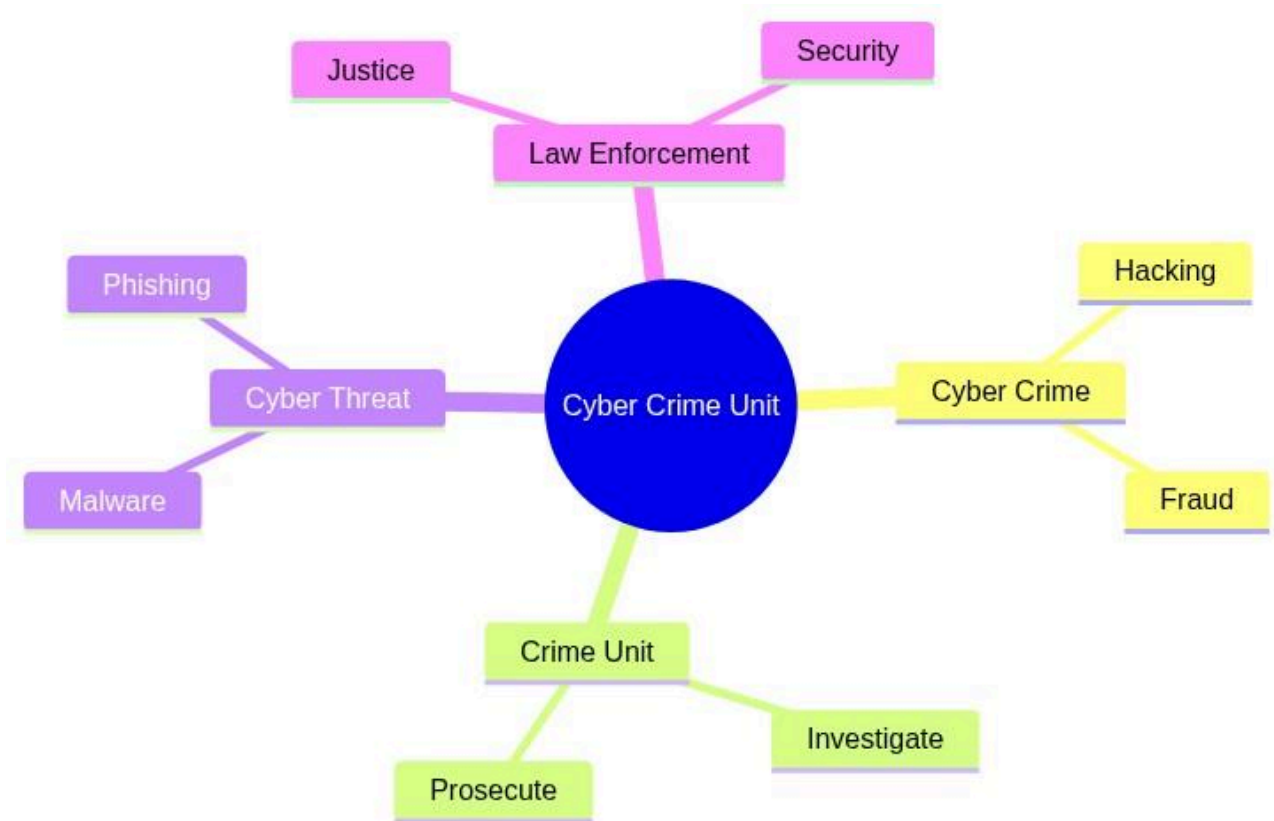 Justice
Security
Law Enforcement
Phishing
Hacking
Cyber Threat
Cyber Crime Unit
Cyber Crime
Malware
Fraud
Crime Unit
Investigate
Prosecute